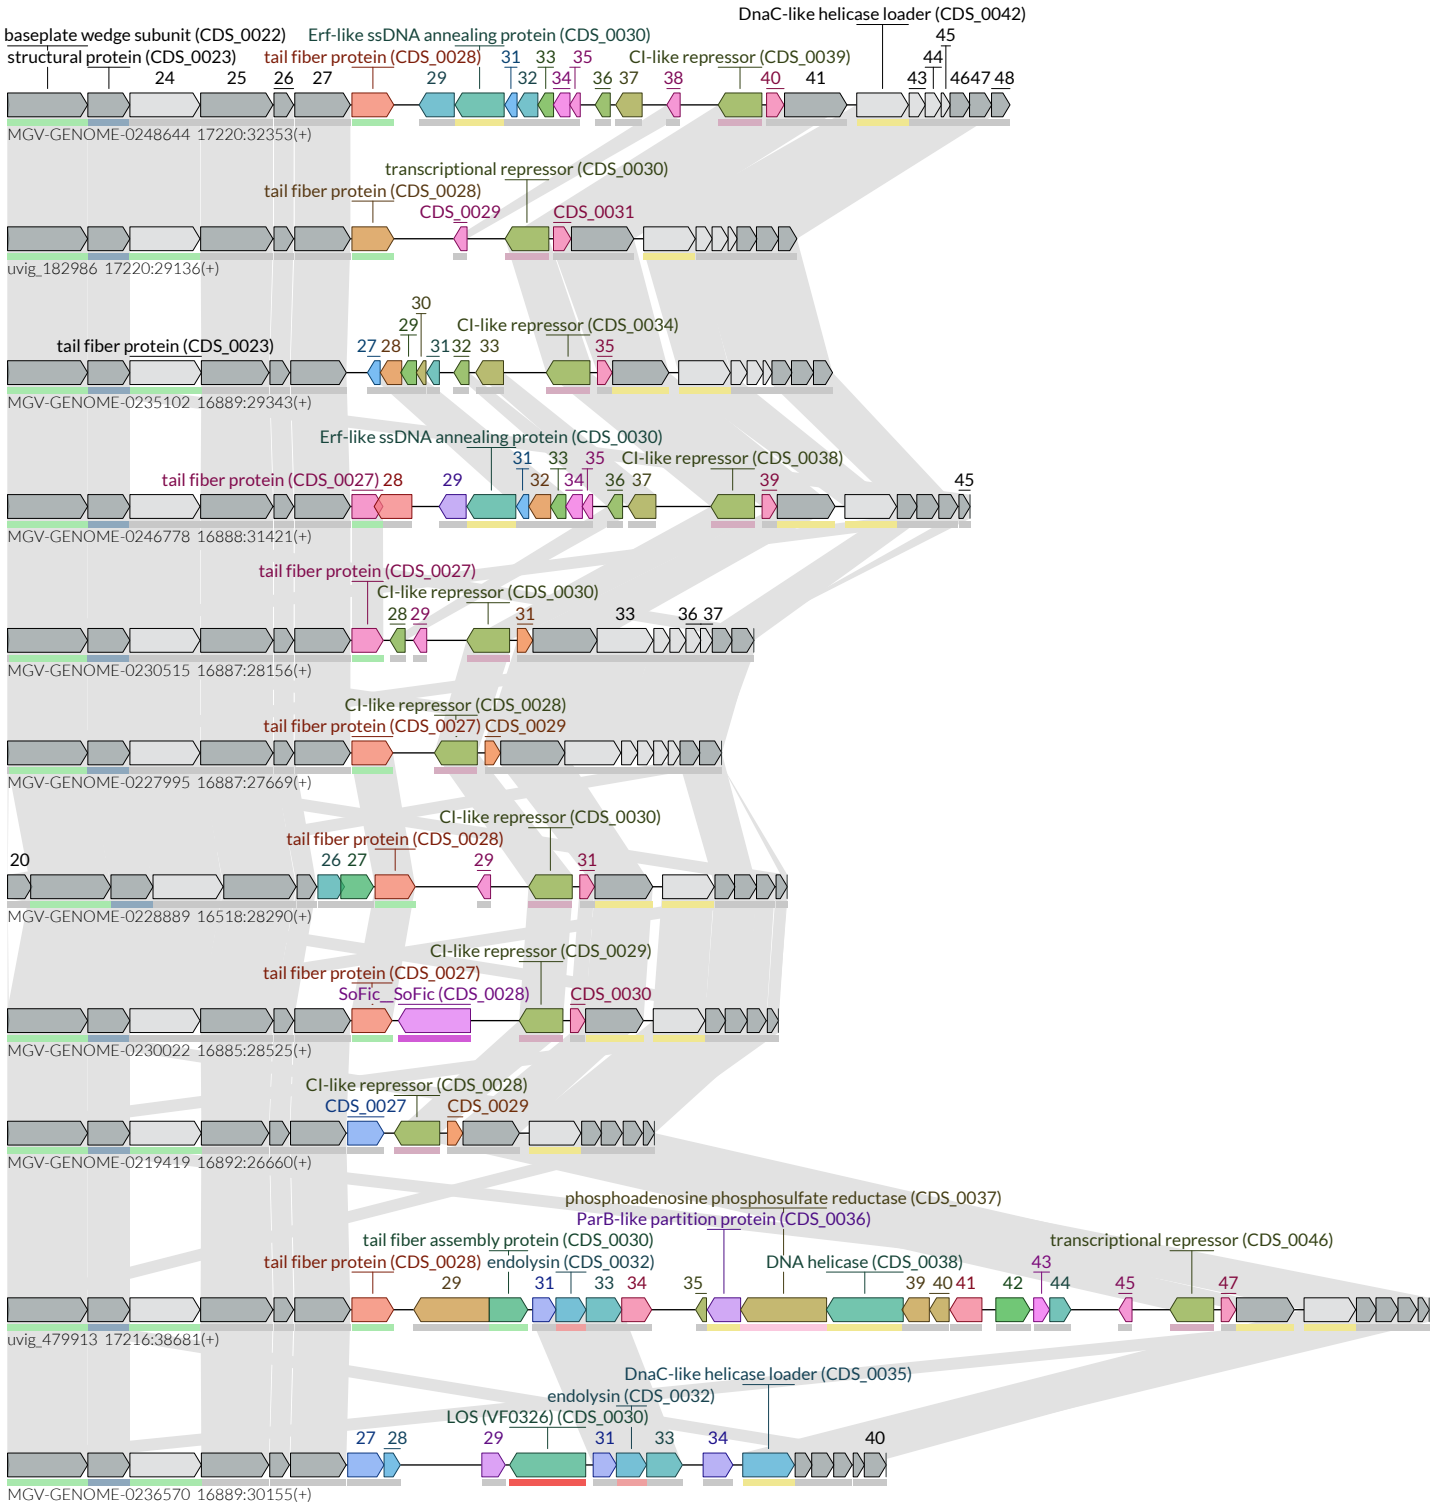 DnaC-like helicase loader (CDS_0042)
baseplate wedge subunit (CDS_0022) Erf-like ssDNA annealing protein (CDS_0030) 45
structural protein (CDS_0023) tail fiber protein (CDS_0028) 31 33 35 CI-like repressor (CDS_0039) 44
24 25 26 27 29 32 34 36 37 38 40 41 43 46 47 48
MGV-GENOME-0248644 17220:32353(+)
transcriptional repressor (CDS_0030)
tail fiber protein (CDS_0028)
CDS_0029 CDS_0031
uvig_182986 17220:29136(+)
30
29 CI-like repressor (CDS_0034)
tail fiber protein (CDS_0023) 27 28 31 32 33 35
MGV-GENOME-0235102 16889:29343(+)
Erf-like ssDNA annealing protein (CDS_0030)
31 33 35 CI-like repressor (CDS_0038)
tail fiber protein (CDS_0027) 28 29 32 34 36 37 39 45
MGV-GENOME-0246778 16888:31421(+)
tail fiber protein (CDS_0027)
CI-like repressor (CDS_0030)
28 29 31 33 36 37
MGV-GENOME-0230515 16887:28156(+)
CI-like repressor (CDS_0028)
tail fiber protein (CDS_0027) CDS_0029
MGV-GENOME-0227995 16887:27669(+)
CI-like repressor (CDS_0030)
tail fiber protein (CDS_0028)
20 26 27 29 31
MGV-GENOME-0228889 16518:28290(+)
CI-like repressor (CDS_0029)
tail fiber protein (CDS_0027)
SoFic__SoFic (CDS_0028) CDS_0030
MGV-GENOME-0230022 16885:28525(+)
CI-like repressor (CDS_0028)
CDS_0027 CDS_0029
MGV-GENOME-0219419 16892:26660(+)
phosphoadenosine phosphosulfate reductase (CDS_0037)
ParB-like partition protein (CDS_0036)
tail fiber assembly protein (CDS_0030) transcriptional repressor (CDS_0046)
tail fiber protein (CDS_0028) endolysin (CDS_0032) DNA helicase (CDS_0038) 43
29 31 33 34 35 39 40 41 42 44 45 47
uvig_479913 17216:38681(+)
DnaC-like helicase loader (CDS_0035)
endolysin (CDS_0032)
LOS (VF0326) (CDS_0030)
27 28 29 31 33 34 40
MGV-GENOME-0236570 16889:30155(+)